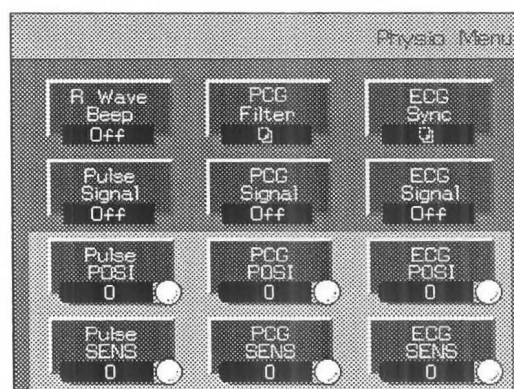 Physio Menu
R Wave Beep Off
PCG Filter
ECG Sync
Pulse Signal Off
PCG Signal Off
ECG Signal Off
Pulse POSI 0
PCG POSI 0
ECG POSI 0
Pulse SENS 0
PCG SENS 0
ECG SENS 0